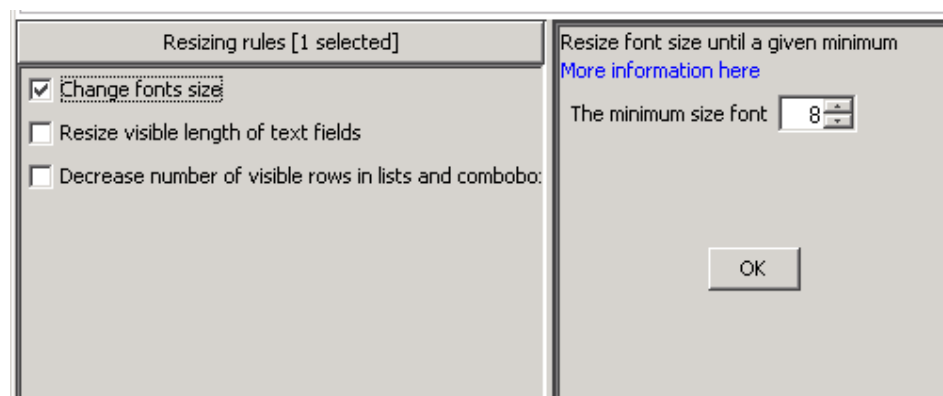 Resizing rules [1 selected]
Change fonts size
Resize visible length of text fields
Decrease number of visible rows in lists and combobo
Resize font size until a given minimum
More information here
The minimum size font 8
OK